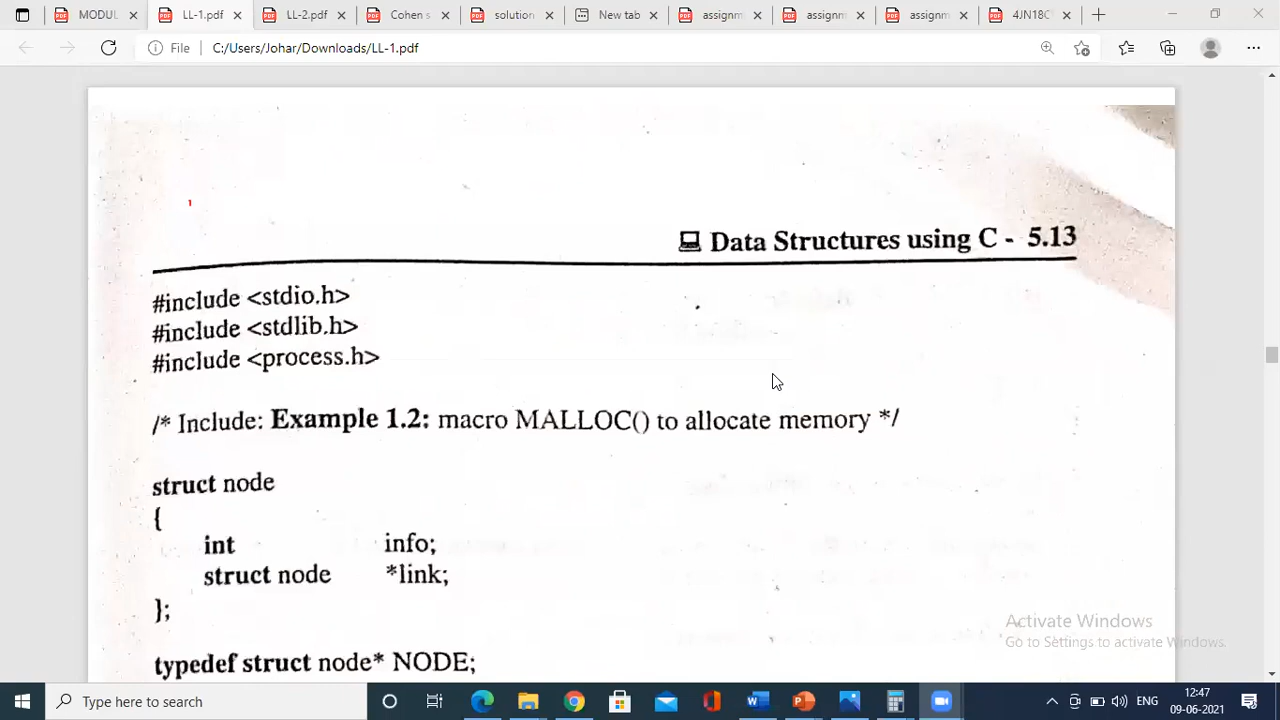 MODUL
LL-1.pdf
LL-2.pdf
Cohen s
solution
New tab
assignm
assignm
assignm
4JN18C
File
C:/Users/Johar/Downloads/LL-1.pdf
Data Structures using C - 5.13
#include <stdio.h>
#include <stdlib.h>
#include <process.h>
/* Include: Example 1.2: macro MALLOC() to allocate memory */
struct node
{
int info;
struct node *link;
};
typedef struct node* NODE;
Activate Windows
Go to Settings to activate Windows.
Type here to search
ENG
12:47
09-06-2021